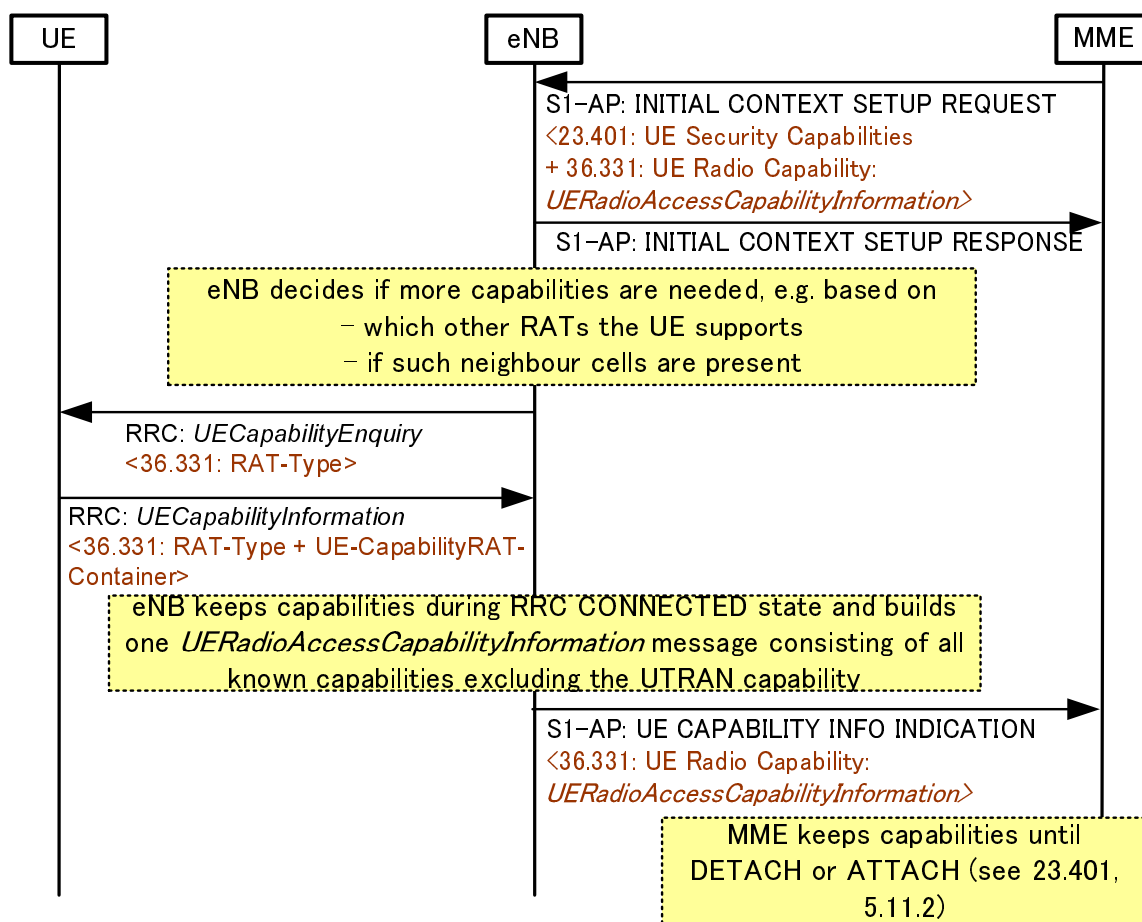 UE
eNB
MME
S1-AP: INITIAL CONTEXT SETUP REQUEST
<23.401: UE Security Capabilities
+ 36.331: UE Radio Capability:
UERadioAccessCapabilityInformation>
S1-AP: INITIAL CONTEXT SETUP RESPONSE
eNB decides if more capabilities are needed, e.g. based on
- which other RATs the UE supports
- if such neighbour cells are present
RRC: UECapabilityEnquiry
<36.331: RAT-Type>
RRC: UECapabilityInformation
<36.331: RAT-Type + UE-CapabilityRAT-
Container>
eNB keeps capabilities during RRC CONNECTED state and builds
one UERadioAccessCapabilityInformation message consisting of all
known capabilities excluding the UTRAN capability
S1-AP: UE CAPABILITY INFO INDICATION
<36.331: UE Radio Capability:
UERadioAccessCapabilityInformation>
MME keeps capabilities until
DETACH or ATTACH (see 23.401,
5.11.2)